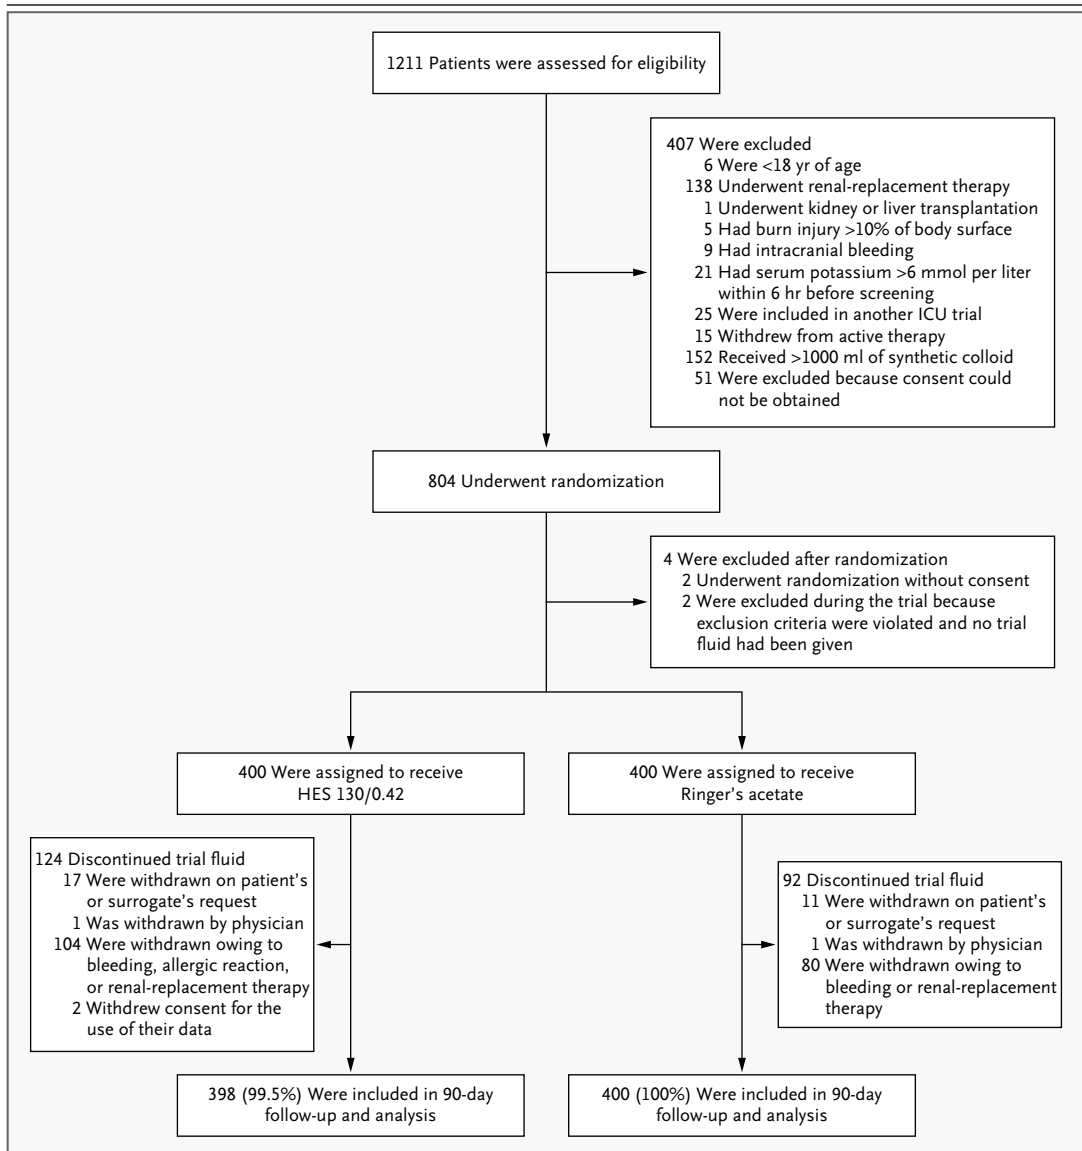 1211 Patients were assessed for eligibility
407 Were excluded
6 Were <18 yr of age
138 Underwent renal-replacement therapy
1 Underwent kidney or liver transplantation
5 Had burn injury >10% of body surface
9 Had intracranial bleeding
21 Had serum potassium >6 mmol per liter
within 6 hr before screening
25 Were included in another ICU trial
15 Withdrew from active therapy
152 Received >1000 ml of synthetic colloid
51 Were excluded because consent could
not be obtained
804 Underwent randomization
4 Were excluded after randomization
2 Underwent randomization without consent
2 Were excluded during the trial because
exclusion criteria were violated and no trial
fluid had been given
400 Were assigned to receive
HES 130/0.42
400 Were assigned to receive
Ringer's acetate
124 Discontinued trial fluid
17 Were withdrawn on patient's
or surrogate's request
1 Was withdrawn by physician
104 Were withdrawn owing to
bleeding, allergic reaction,
or renal-replacement therapy
2 Withdrew consent for the
use of their data
92 Discontinued trial fluid
11 Were withdrawn on patient's
or surrogate's request
1 Was withdrawn by physician
80 Were withdrawn owing to
bleeding or renal-replacement
therapy
398 (99.5%) Were included in 90-day
follow-up and analysis
400 (100%) Were included in 90-day
follow-up and analysis